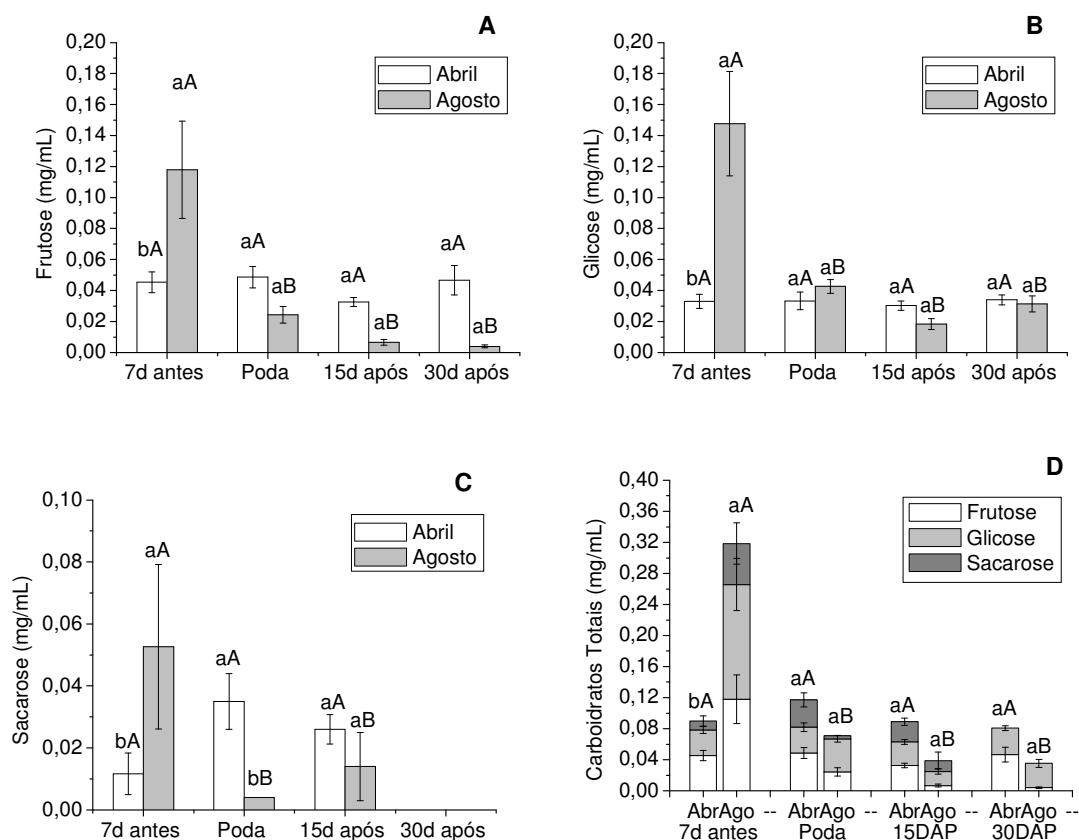 A
0,20
0,18
0,16
0,14
0,12
0,10
0,08
0,06
0,04
0,02
0,00
Frutose (mg/mL)
Abril
Agosto
bA
aA
aA
aB
aA
aB
aA
aB
7d antes
Poda
15d após
30d após
B
0,20
0,18
0,16
0,14
0,12
0,10
0,08
0,06
0,04
0,02
0,00
Glicose (mg/mL)
Abril
Agosto
bA
aA
aA
aB
aA
aB
aA
aB
7d antes
Poda
15d após
30d após
C
0,10
0,08
0,06
0,04
0,02
0,00
Sacarose (mg/mL)
Abril
Agosto
bA
aA
aA
bB
aA
aB
7d antes
Poda
15d após
30d após
D
0,40
0,36
0,32
0,28
0,24
0,20
0,16
0,12
0,08
0,04
0,00
Carboidratos Totais (mg/mL)
Frutose
Glicose
Sacarose
bA
aA
aA
aB
aA
aB
aA
aB
AbrAgo -- AbrAgo -- AbrAgo -- AbrAgo --
7d antes
Poda
15DAP
30DAP